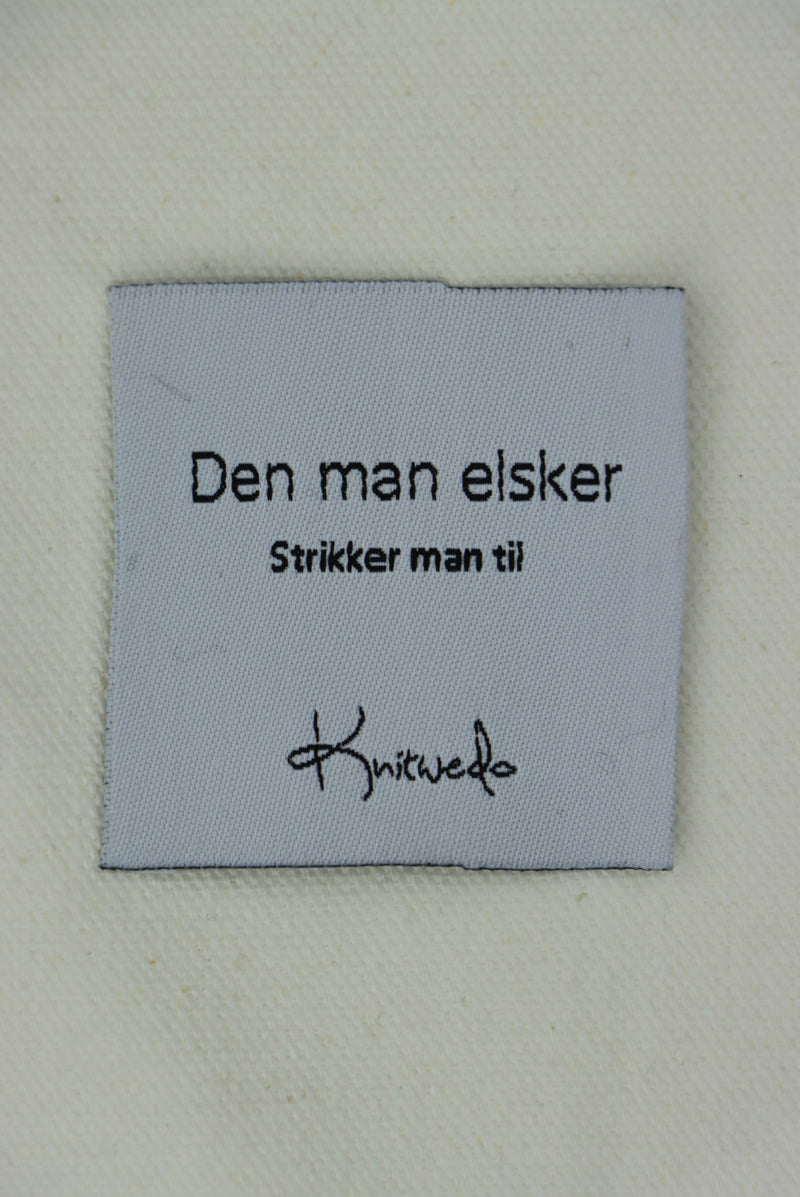 Den man elsker
Strikker man til
Knitwedo